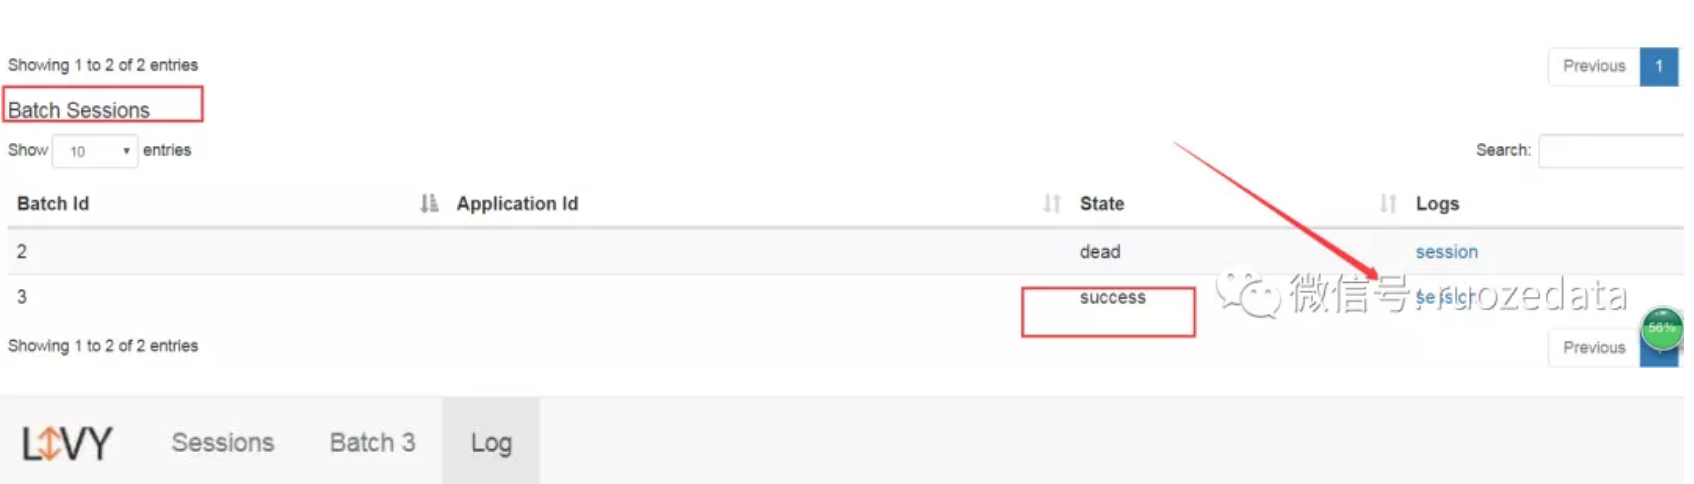 Showing 1 to 2 of 2 entries
Previous 1
Batch Sessions
Show 10 entries
Search:
Batch Id Application Id State Logs
2 dead session
3 success session
微信号: ruozedata
56%
Showing 1 to 2 of 2 entries
Previous 1
LIVY Sessions Batch 3 Log